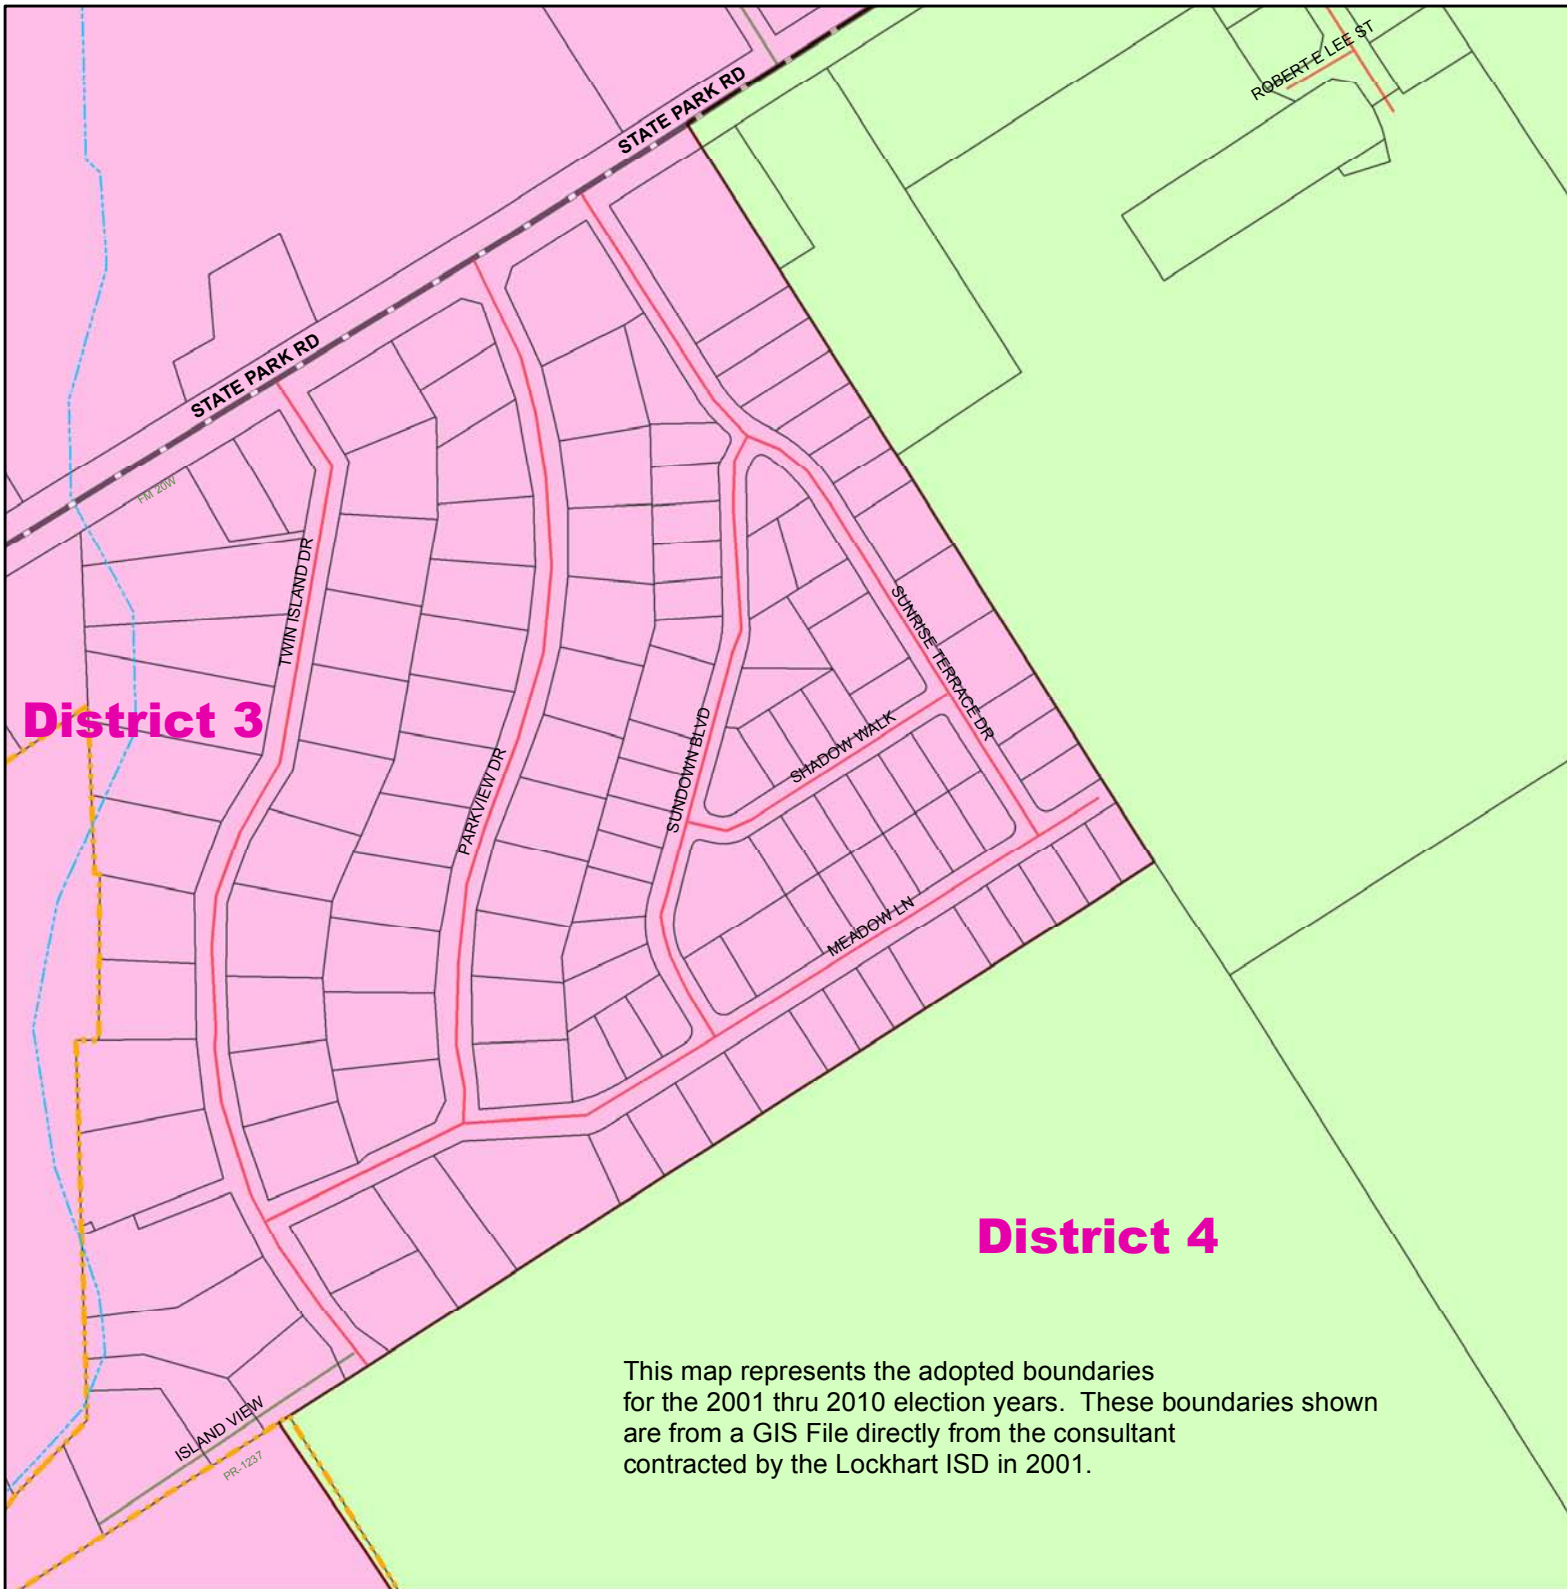 ROBERT E LEE ST
STATE PARK RD
STATE PARK RD
FM 20W
TWIN ISLAND DR
SUNRISE TERRACE DR
District 3
SUNDOWN BLVD
SHADOW WALK
PARKVIEW DR
MEADOW LN
District 4
This map represents the adopted boundaries
for the 2001 thru 2010 election years. These boundaries shown
are from a GIS File directly from the consultant
contracted by the Lockhart ISD in 2001.
ISLAND VIEW
PR-1237